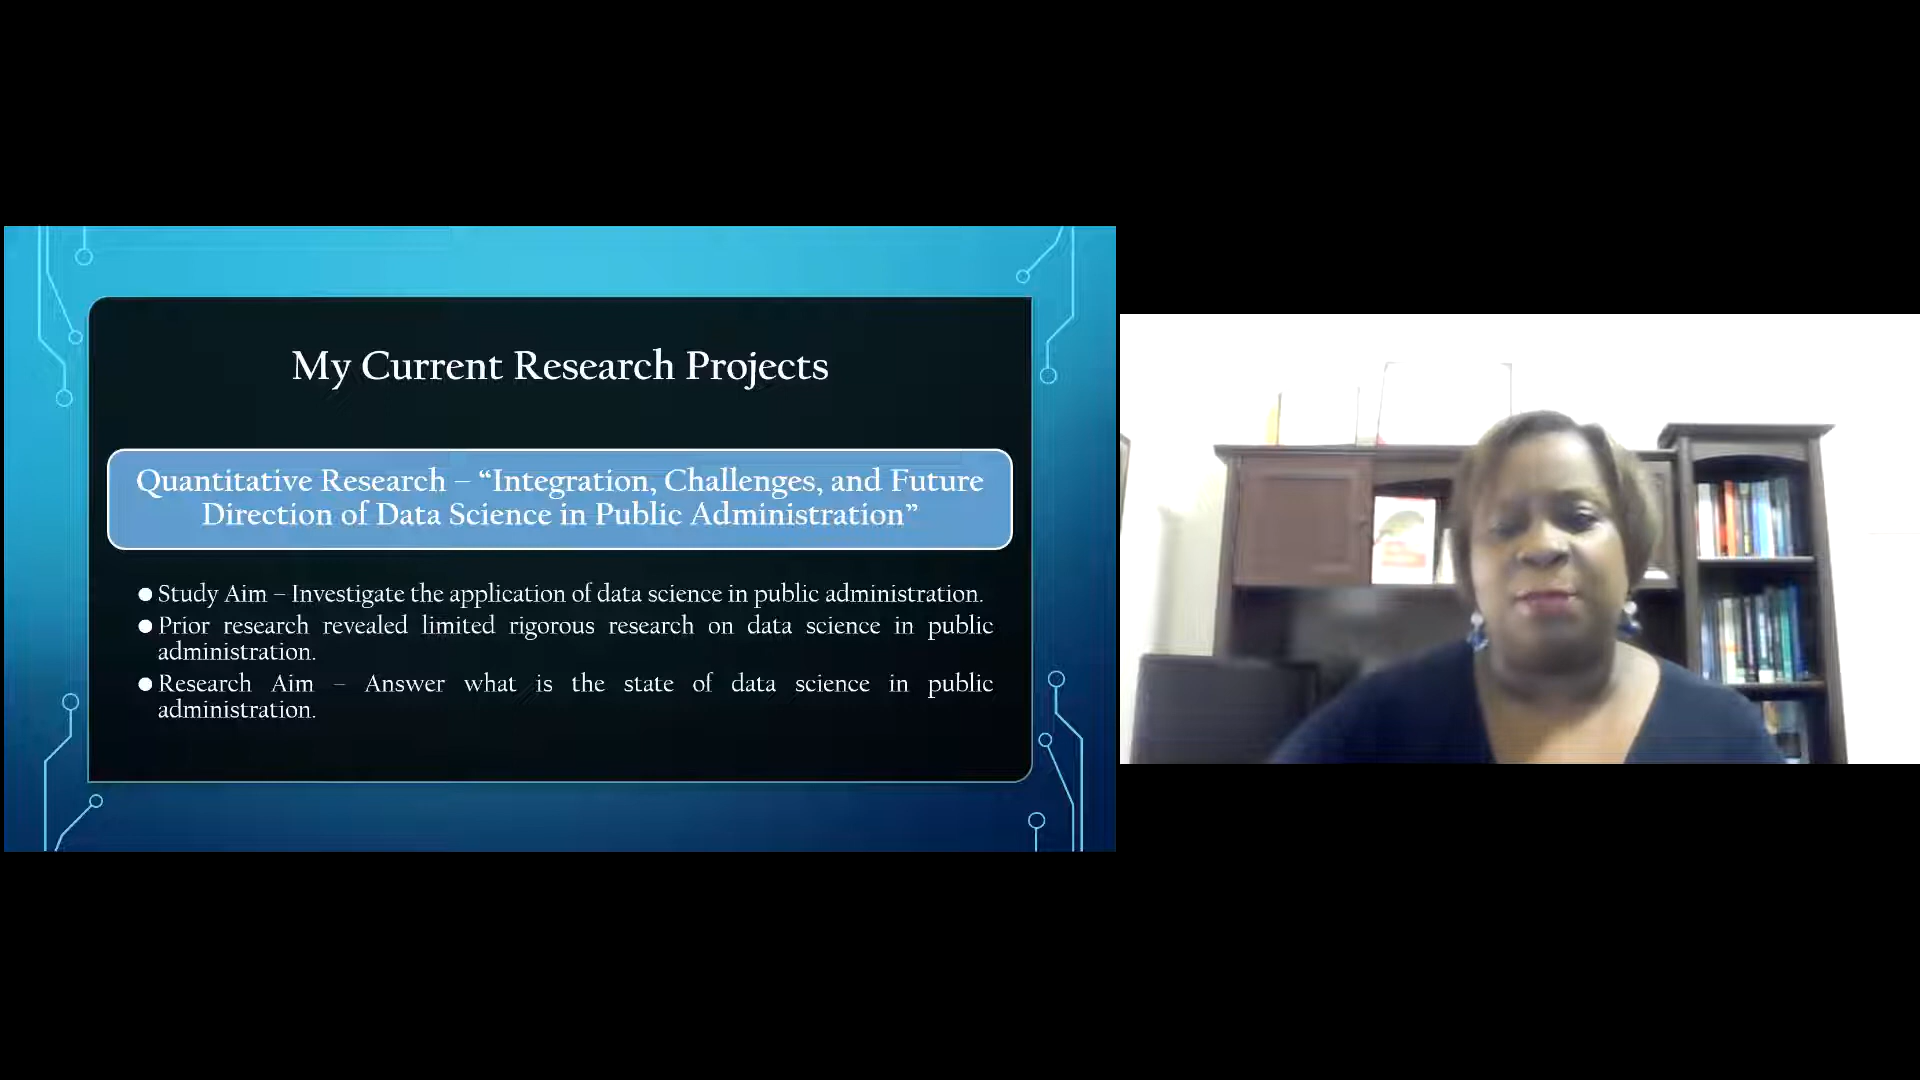 My Current Research Projects
Quantitative Research – “Integration, Challenges, and Future
Direction of Data Science in Public Administration”
● Study Aim – Investigate the application of data science in public administration.
● Prior research revealed limited rigorous research on data science in public
administration.
● Research Aim – Answer what is the state of data science in public
administration.